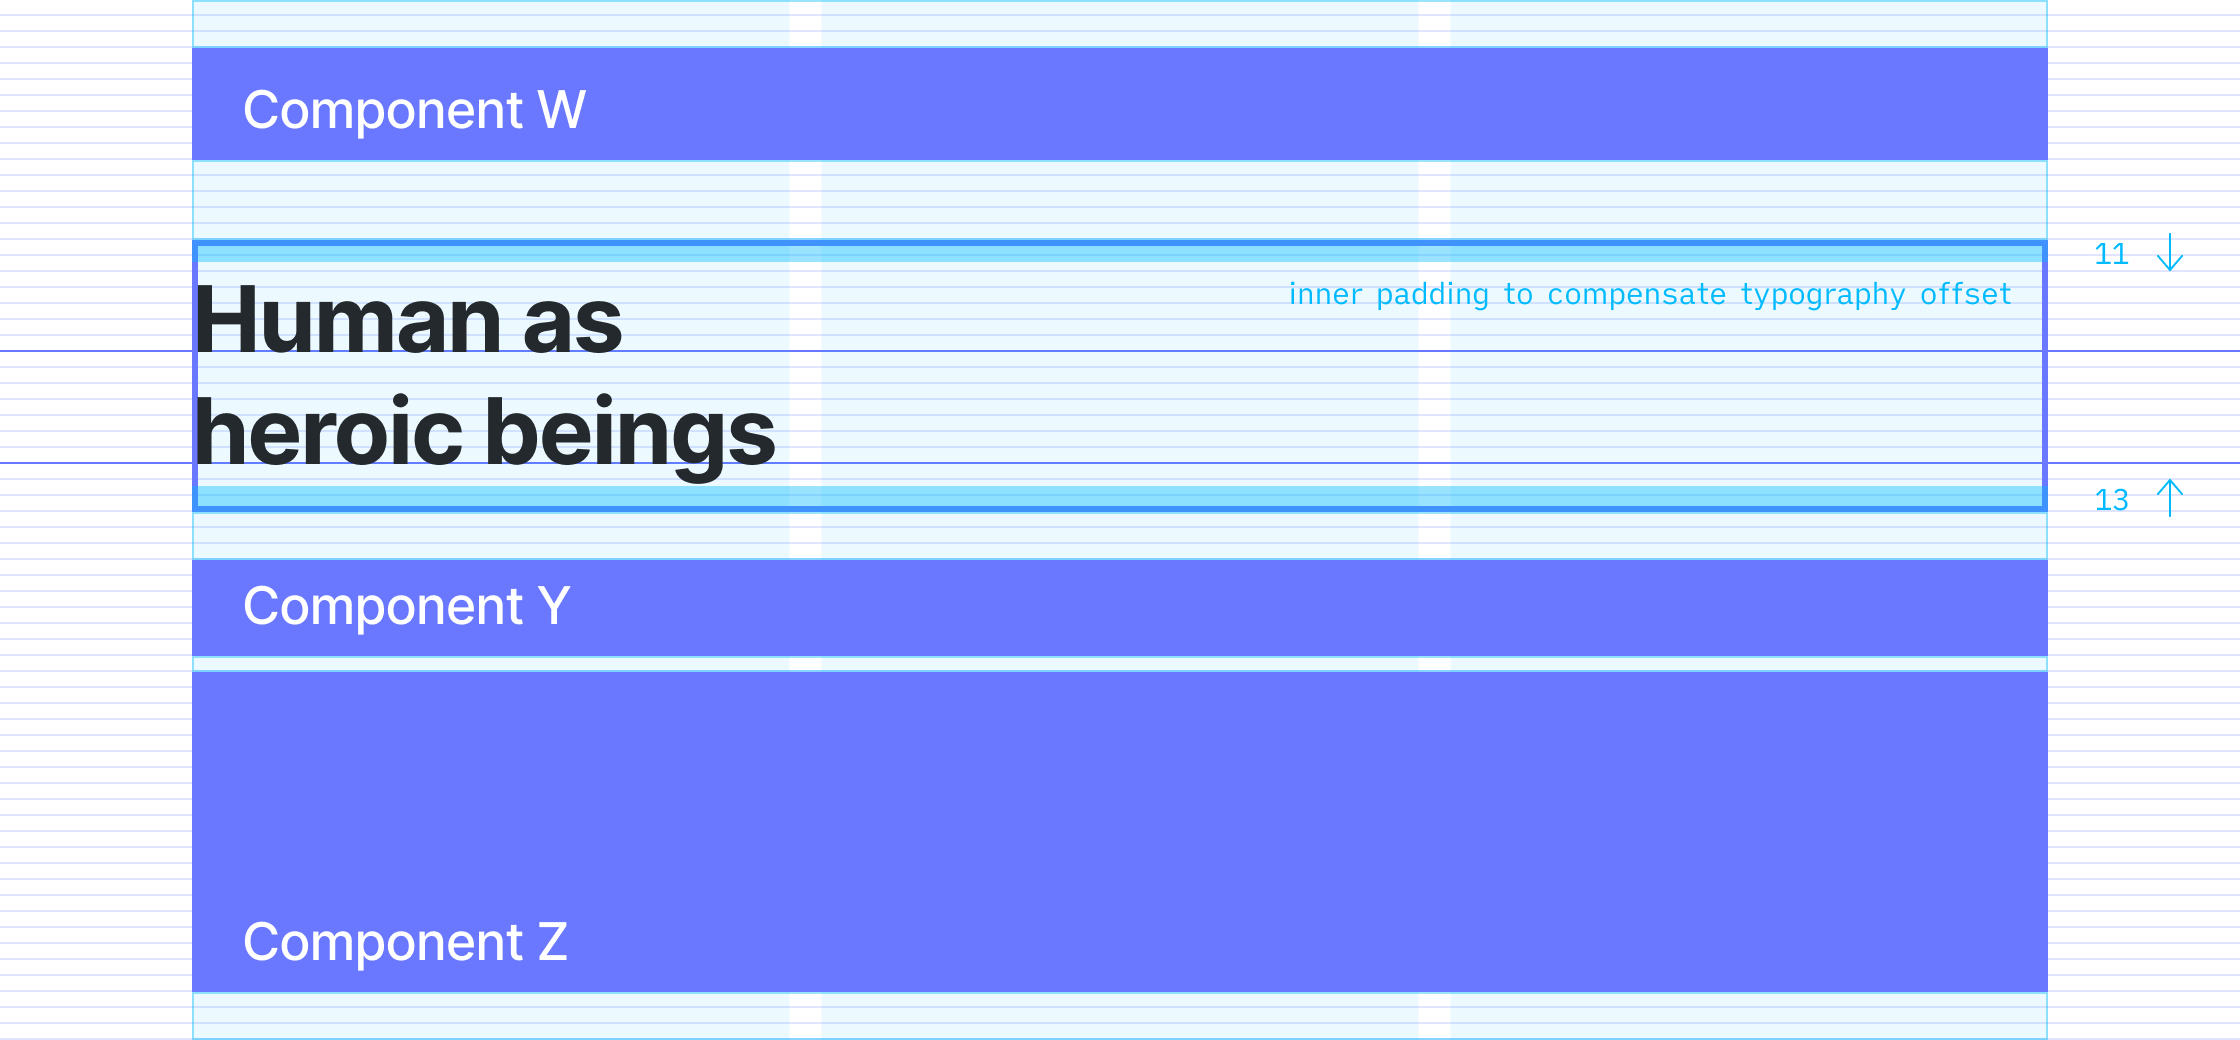 Component W
11
inner padding to compensate typography offset
Human as
heroic beings
13
Component Y
Component Z